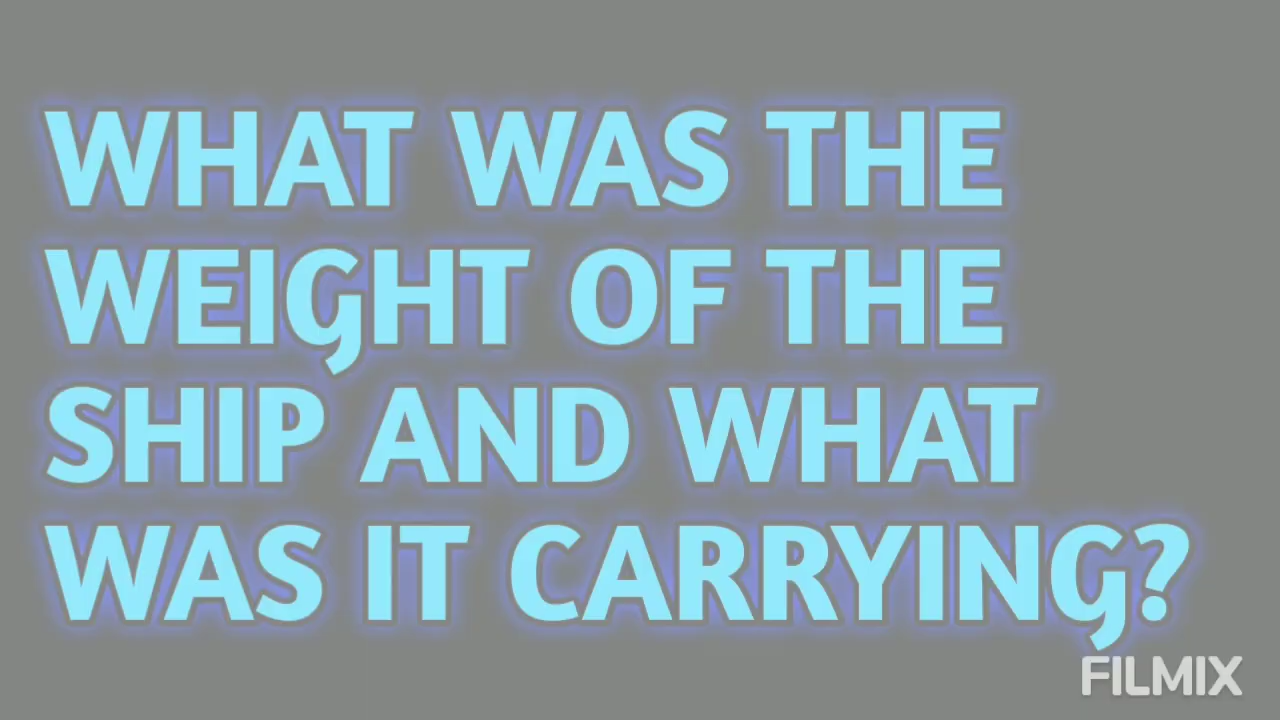 WHAT WAS THE
WEIGHT OF THE
SHIP AND WHAT
WAS IT CARRYING?
FILMIX